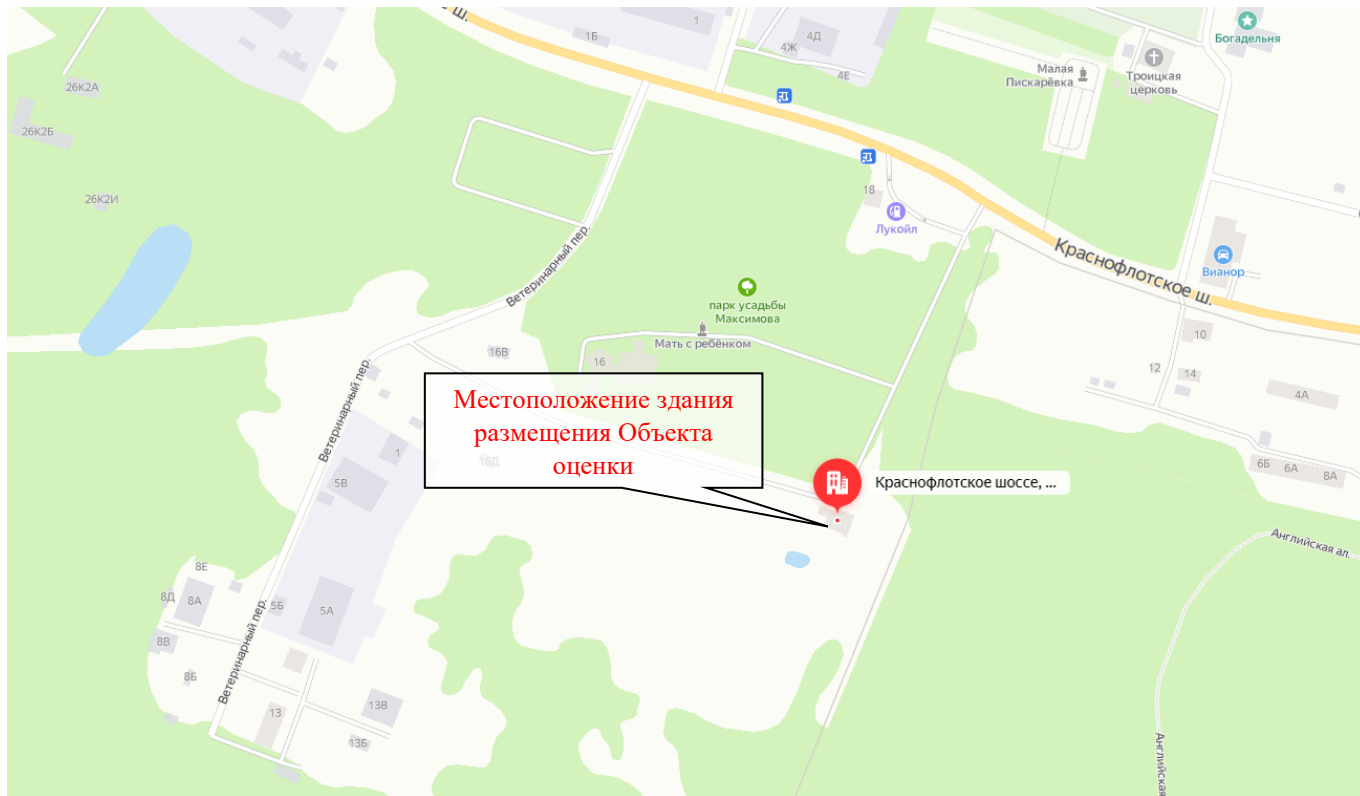 ш.
1
1Б
4Д
4Ж
4Е
Богадельня
Малая
Пискарёвка
Троицкая
церковь
26К2А
26К2Б
26К2И
18
Лукойл
Ветеринарный пер.
Краснофлотское ш.
Вианор
парк усадьбы
Максимова
Мать с ребёнком
16В
16
10
12
14
4А
Местоположение здания
размещения Объекта
оценки
16Д
Ветеринарный пер.
1
5В
Краснофлотское шоссе, ...
6Б
6А
8А
Английская ал.
8Е
8Д
8А
5Б
5А
8В
8Б
Ветеринарный пер.
13
13В
13Б
Английская